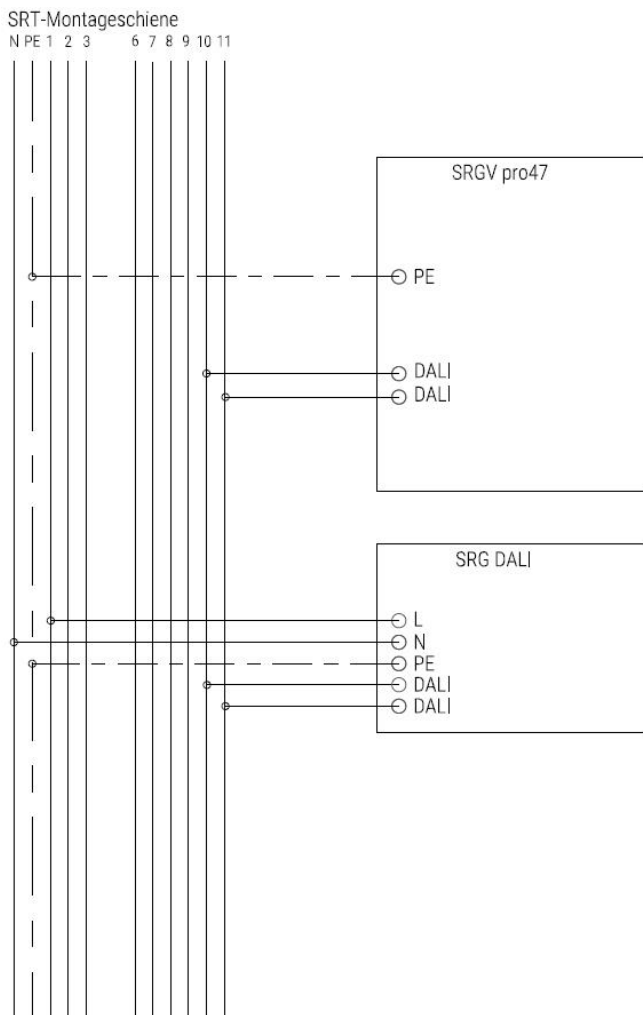 SRT-Montageschiene
N PE 1 2 3 6 7 8 9 10 11
SRGV pro47
PE
DALI
DALI
SRG DALI
L
N
PE
DALI
DALI